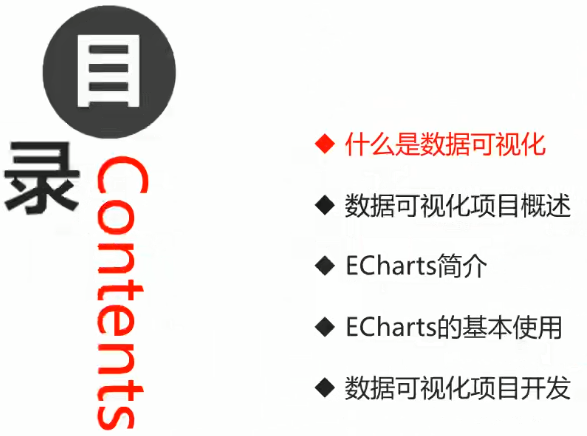 目录
Contents
什么是数据可视化
数据可视化项目概述
ECharts简介
ECharts的基本使用
数据可视化项目开发